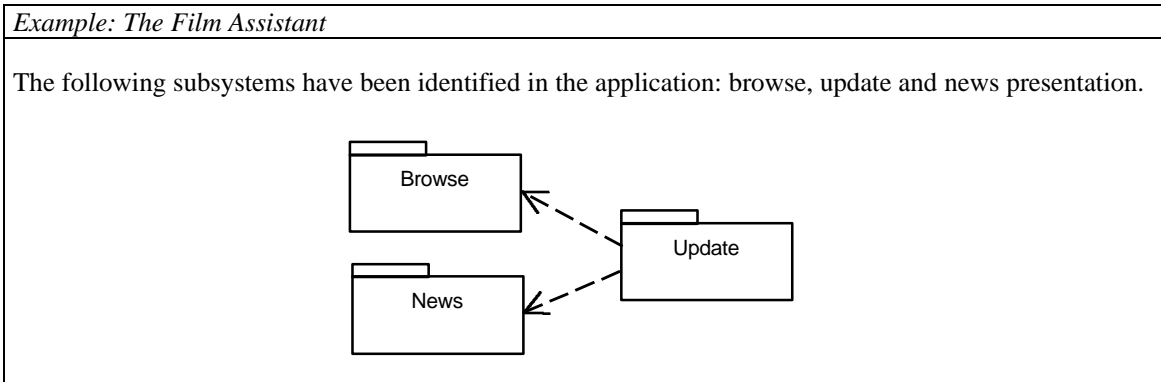 Example: The Film Assistant
The following subsystems have been identified in the application: browse, update and news presentation.
Browse
Update
News